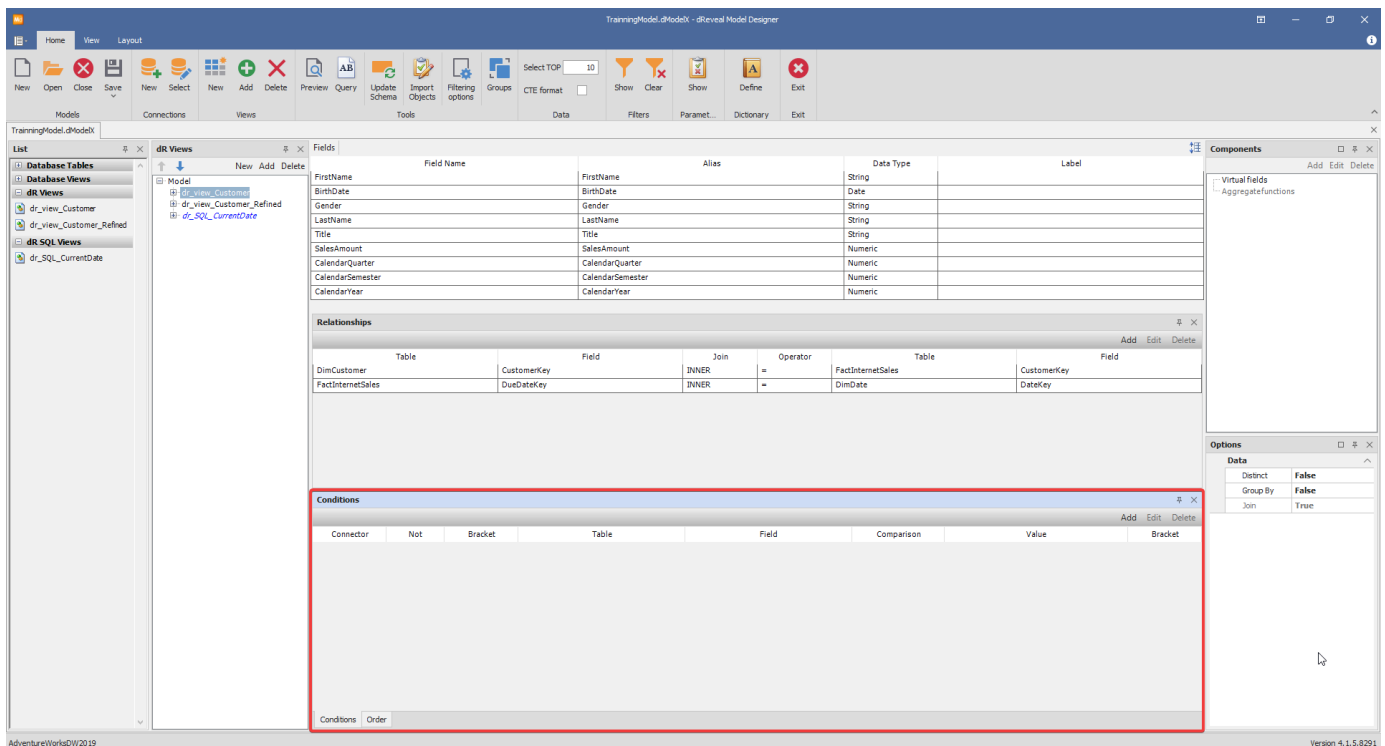 TrainningModel.dModelX - dReveal Model Designer
Home View Layout
New Open Close Save New Select New Add Delete Preview Query Update Schema Import Objects Filtering options Groups Select TOP 10 CTE format Show Clear Show Define Exit
Models Connections Views Tools Data Filters Paramet... Dictionary Exit
TrainningModel.dModelX
List
Database Tables
Database Views
dR Views
dr_view_Customer
dr_view_Customer_Refined
dR SQL Views
dr_SQL_CurrentDate
dR Views
New Add Delete
Model
dr_view_Customer
dr_view_Customer_Refined
dr_SQL_CurrentDate
Fields
Field Name Alias Data Type Label
FirstName FirstName String
BirthDate BirthDate Date
Gender Gender String
LastName LastName String
Title Title String
SalesAmount SalesAmount Numeric
CalendarQuarter CalendarQuarter Numeric
CalendarSemester CalendarSemester Numeric
CalendarYear CalendarYear Numeric
Relationships
Add Edit Delete
Table Field Join Operator Table Field
DimCustomer CustomerKey INNER = FactInternetSales CustomerKey
FactInternetSales DueDateKey INNER = DimDate DateKey
Conditions
Add Edit Delete
Connector Not Bracket Table Field Comparison Value Bracket
Conditions Order
Components
Add Edit Delete
Virtual fields
Aggregatefunctions
Options
Data
Distinct False
Group By False
Join True
AdventureWorksDW2019
Version 4.1.5.8291